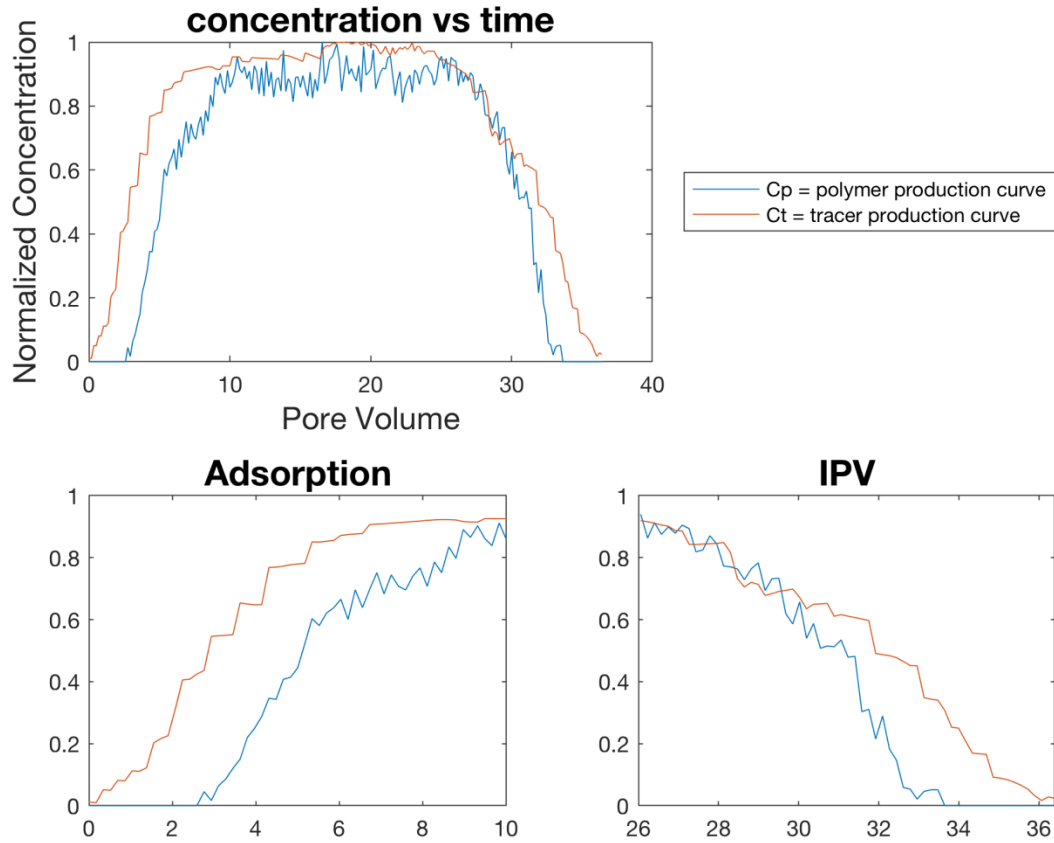 concentration vs time
Normalized Concentration
1
0.8
0.6
0.4
0.2
0
0 10 20 30 40
Pore Volume
Cp = polymer production curve
Ct = tracer production curve
Adsorption
1
0.8
0.6
0.4
0.2
0
0 2 4 6 8 10
IPV
1
0.8
0.6
0.4
0.2
0
26 28 30 32 34 36